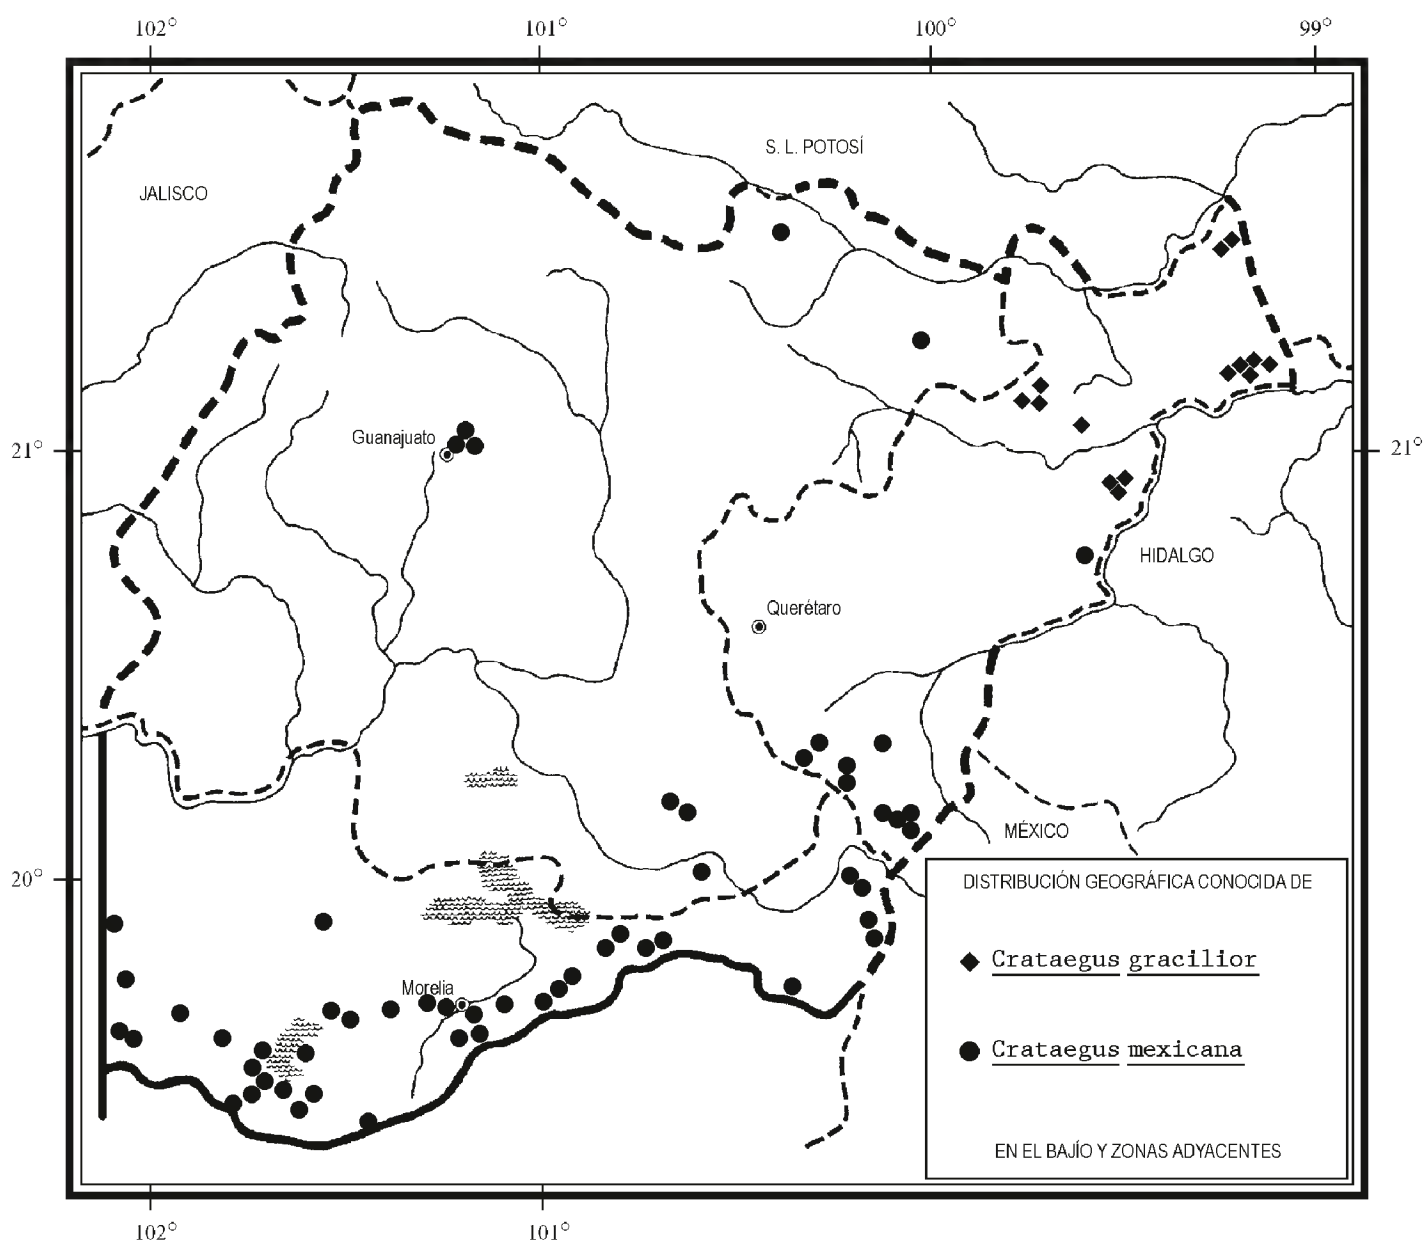 102° 101° 100° 99°
S. L. POTOSÍ
JALISCO
Guanajuato
21° 21°
HIDALGO
Querétaro
MÉXICO
20°
DISTRIBUCIÓN GEOGRÁFICA CONOCIDA DE
Crataegus gracilior
Morelia
Crataegus mexicana
EN EL BAJÍO Y ZONAS ADYACENTES
102° 101°